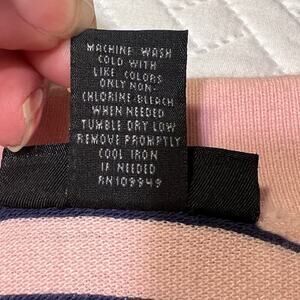 MACHINE WASH
COLD WITH
LIKE COLORS
ONLY NON-
CHLORINE-BLEACH
WHEN NEEDED
TUMBLE DRY LOW
REMOVE PROMPTLY
COOL IRON
IF NEEDED
RN109949